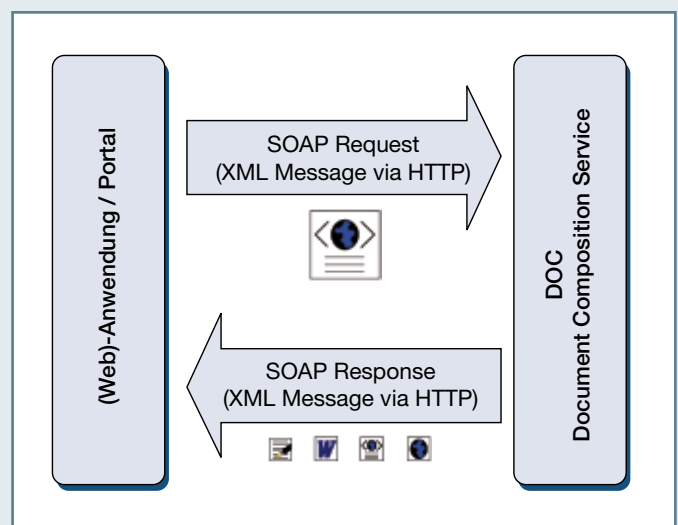 (Web)-Anwendung / Portal
SOAP Request
(XML Message via HTTP)
SOAP Response
(XML Message via HTTP)
DOC
Document Composition Service